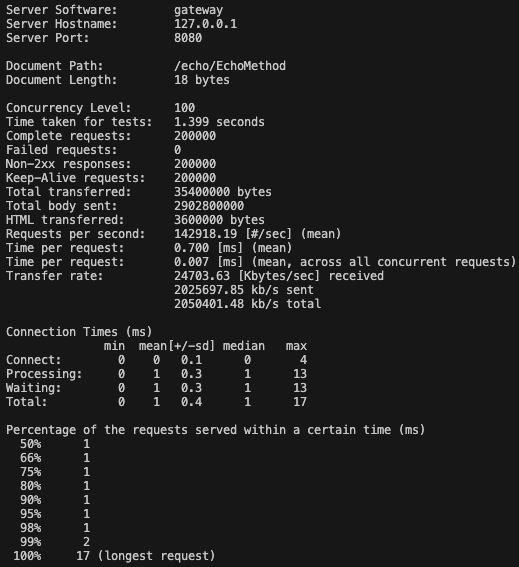 Server Software: gateway
Server Hostname: 127.0.0.1
Server Port: 8080
Document Path: /echo/EchoMethod
Document Length: 18 bytes
Concurrency Level: 100
Time taken for tests: 1.399 seconds
Complete requests: 200000
Failed requests: 0
Non-2xx responses: 200000
Keep-Alive requests: 200000
Total transferred: 35400000 bytes
Total body sent: 2902800000
HTML transferred: 3600000 bytes
Requests per second: 142918.19 [#/sec] (mean)
Time per request: 0.700 [ms] (mean)
Time per request: 0.007 [ms] (mean, across all concurrent requests)
Transfer rate: 24703.63 [Kbytes/sec] received
2025697.85 kb/s sent
2050401.48 kb/s total
Connection Times (ms)
min mean[+/-sd] median max
Connect: 0 0 0.1 0 4
Processing: 0 1 0.3 1 13
Waiting: 0 1 0.3 1 13
Total: 0 1 0.4 1 17
Percentage of the requests served within a certain time (ms)
50% 1
66% 1
75% 1
80% 1
90% 1
95% 1
98% 1
99% 2
100% 17 (longest request)